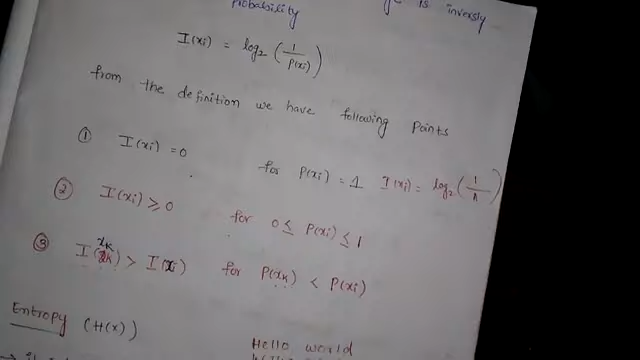 probability
is inversly
I(xi) = log2 (1/P(xi))
from the definition we have following points
① I(xi) = 0 for P(xi) = 1 I(xi) = log2 (1/1)
② I(xi) ≥ 0 for 0 ≤ P(xi) ≤ 1
③ I(xk) > I(xi) for P(xk) < P(xi)
Entropy (H(x))
Hello world